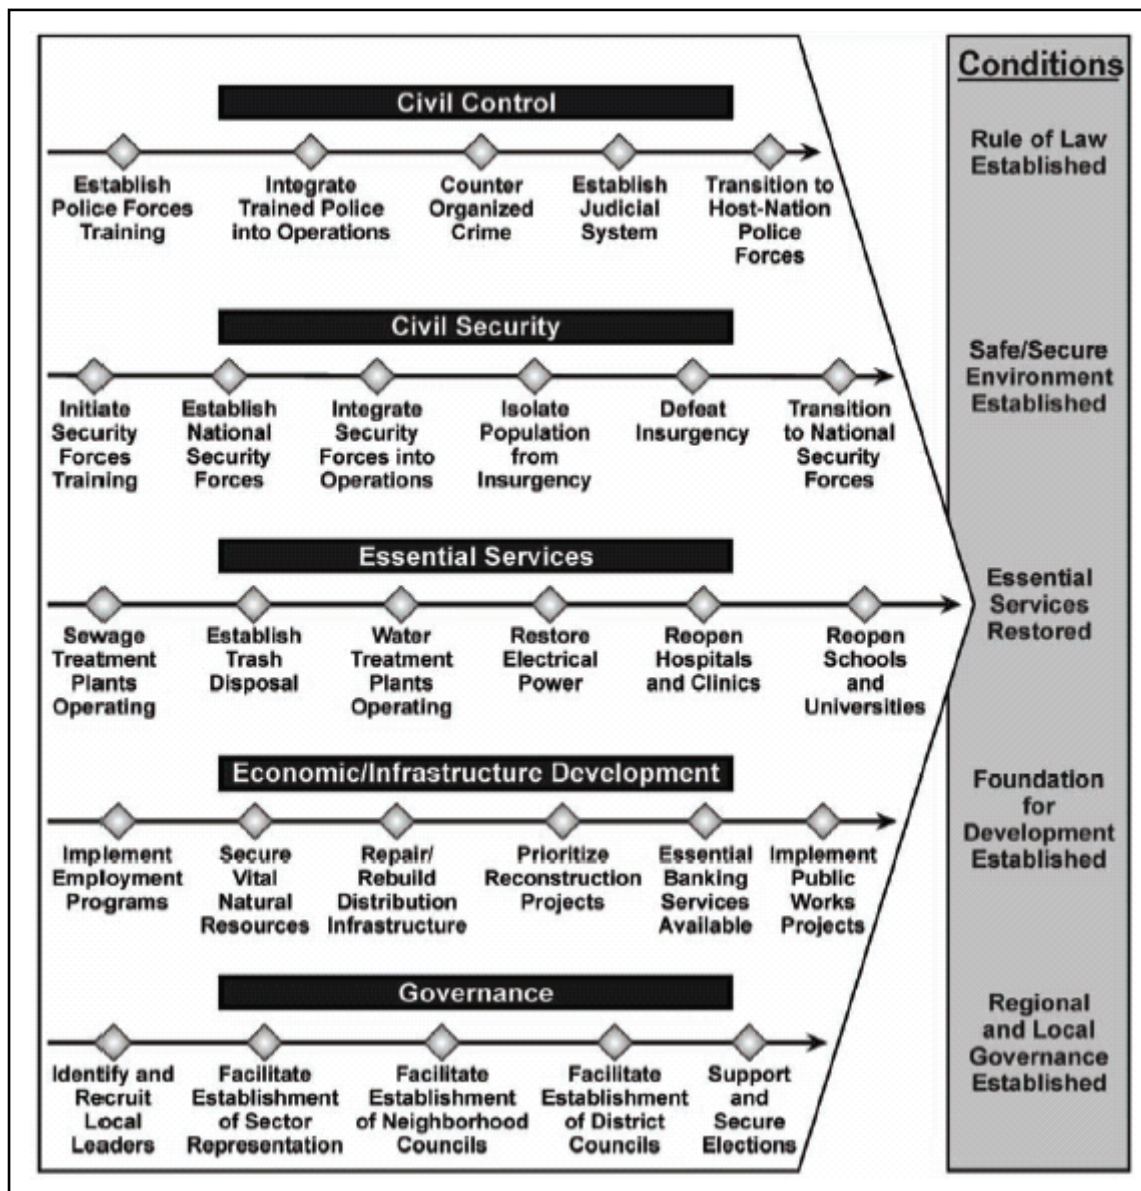 Conditions
Civil Control
Establish
Police Forces
Training
Integrate
Trained Police
into Operations
Counter
Organized
Crime
Establish
Judicial
System
Transition to
Host-Nation
Police
Forces
Rule of Law
Established
Civil Security
Initiate
Security
Forces
Training
Establish
National
Security
Forces
Integrate
Security
Forces into
Operations
Isolate
Population
from
Insurgency
Defeat
Insurgency
Transition
to National
Security
Forces
Safe/Secure
Environment
Established
Essential Services
Sewage
Treatment
Plants
Operating
Establish
Trash
Disposal
Water
Treatment
Plants
Operating
Restore
Electrical
Power
Reopen
Hospitals
and Clinics
Reopen
Schools
and
Universities
Essential
Services
Restored
Economic/Infrastructure Development
Implement
Employment
Programs
Secure
Vital
Natural
Resources
Repair/
Rebuild
Distribution
Infrastructure
Prioritize
Reconstruction
Projects
Essential
Banking
Services
Available
Implement
Public
Works
Projects
Foundation
for
Development
Established
Governance
Identify and
Recruit
Local
Leaders
Facilitate
Establishment
of Sector
Representation
Facilitate
Establishment
of Neighborhood
Councils
Facilitate
Establishment
of District
Councils
Support
and
Secure
Elections
Regional
and Local
Governance
Established